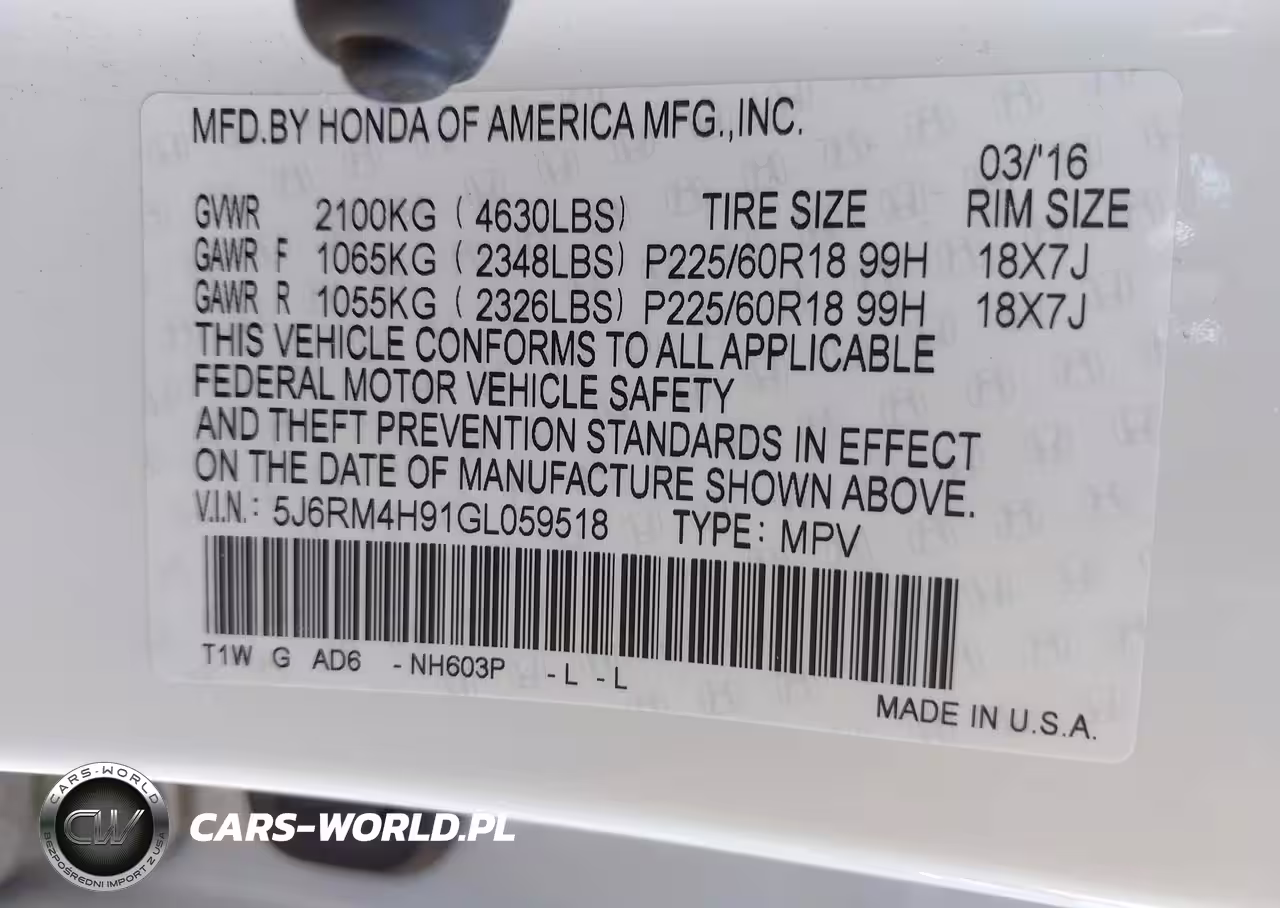 MFD.BY HONDA OF AMERICA MFG.,INC.
03/'16
GVWR 2100KG ( 4630LBS) TIRE SIZE RIM SIZE
GAWR F 1065KG ( 2348LBS) P225/60R18 99H 18X7J
GAWR R 1055KG ( 2326LBS) P225/60R18 99H 18X7J
THIS VEHICLE CONFORMS TO ALL APPLICABLE
FEDERAL MOTOR VEHICLE SAFETY
AND THEFT PREVENTION STANDARDS IN EFFECT
ON THE DATE OF MANUFACTURE SHOWN ABOVE.
V.I.N.: 5J6RM4H91GL059518 TYPE: MPV
T1W G AD6 - NH603P - L - L
MADE IN U.S.A.
CARS-WORLD
CW
BEZPOŚREDNI IMPORT Z USA
CARS-WORLD.PL